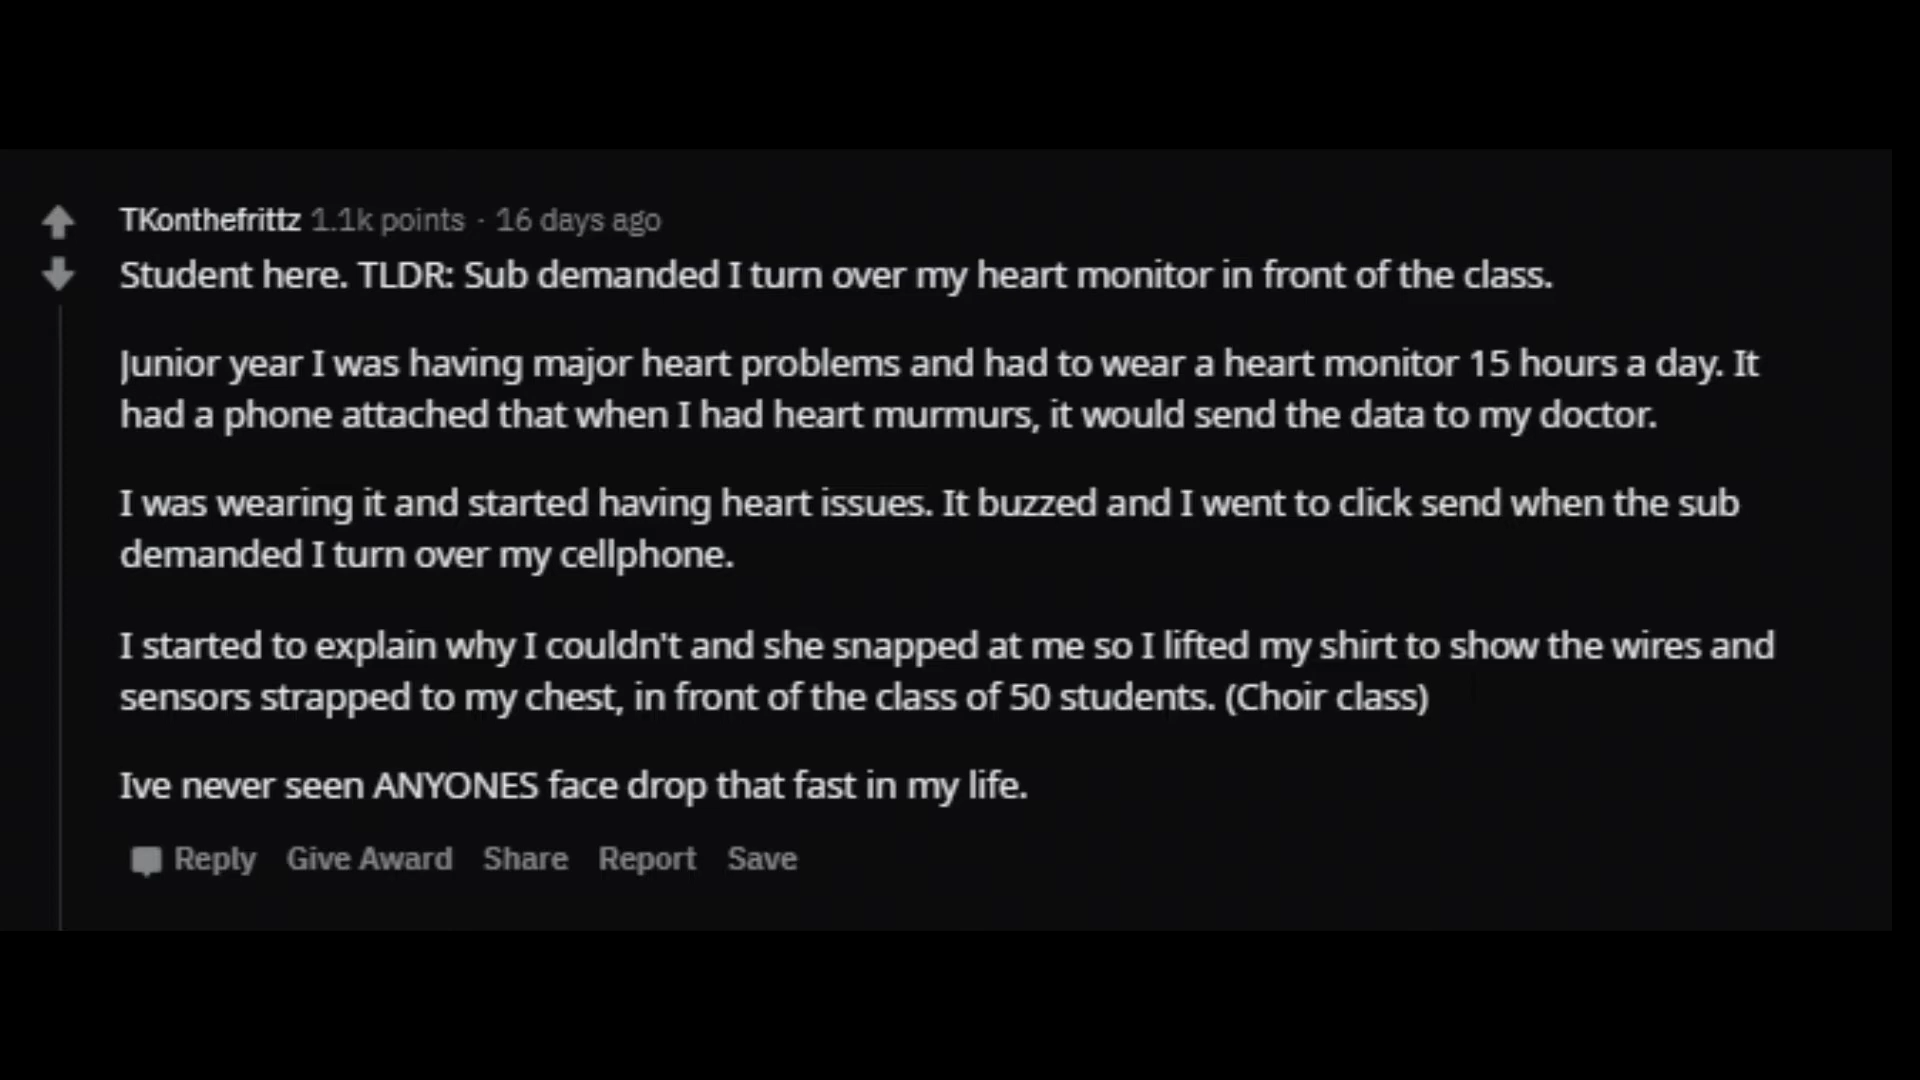 TKonthefrittz 1.1k points · 16 days ago
Student here. TLDR: Sub demanded I turn over my heart monitor in front of the class.
Junior year I was having major heart problems and had to wear a heart monitor 15 hours a day. It
had a phone attached that when I had heart murmurs, it would send the data to my doctor.
I was wearing it and started having heart issues. It buzzed and I went to click send when the sub
demanded I turn over my cellphone.
I started to explain why I couldn't and she snapped at me so I lifted my shirt to show the wires and
sensors strapped to my chest, in front of the class of 50 students. (Choir class)
Ive never seen ANYONES face drop that fast in my life.
Reply Give Award Share Report Save